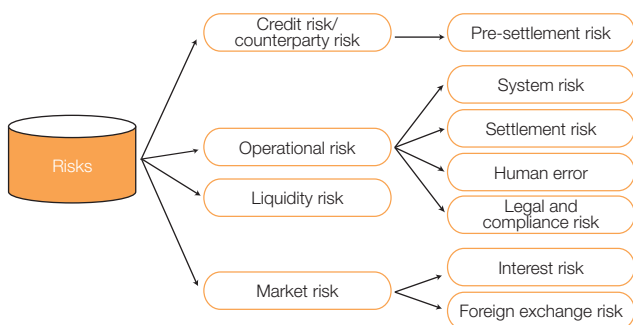 Credit risk/
counterparty risk
Pre-settlement risk
System risk
Settlement risk
Risks
Operational risk
Human error
Liquidity risk
Legal and
compliance risk
Interest risk
Market risk
Foreign exchange risk